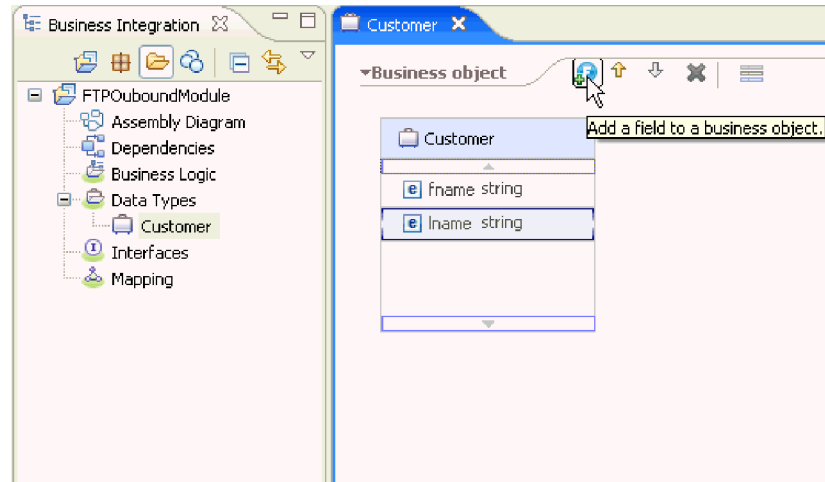 Business Integration
Customer
Business object
FTPOuboundModule
Assembly Diagram
Add a field to a business object.
Customer
Dependencies
Business Logic
fname string
Data Types
lname string
Customer
Interfaces
Mapping